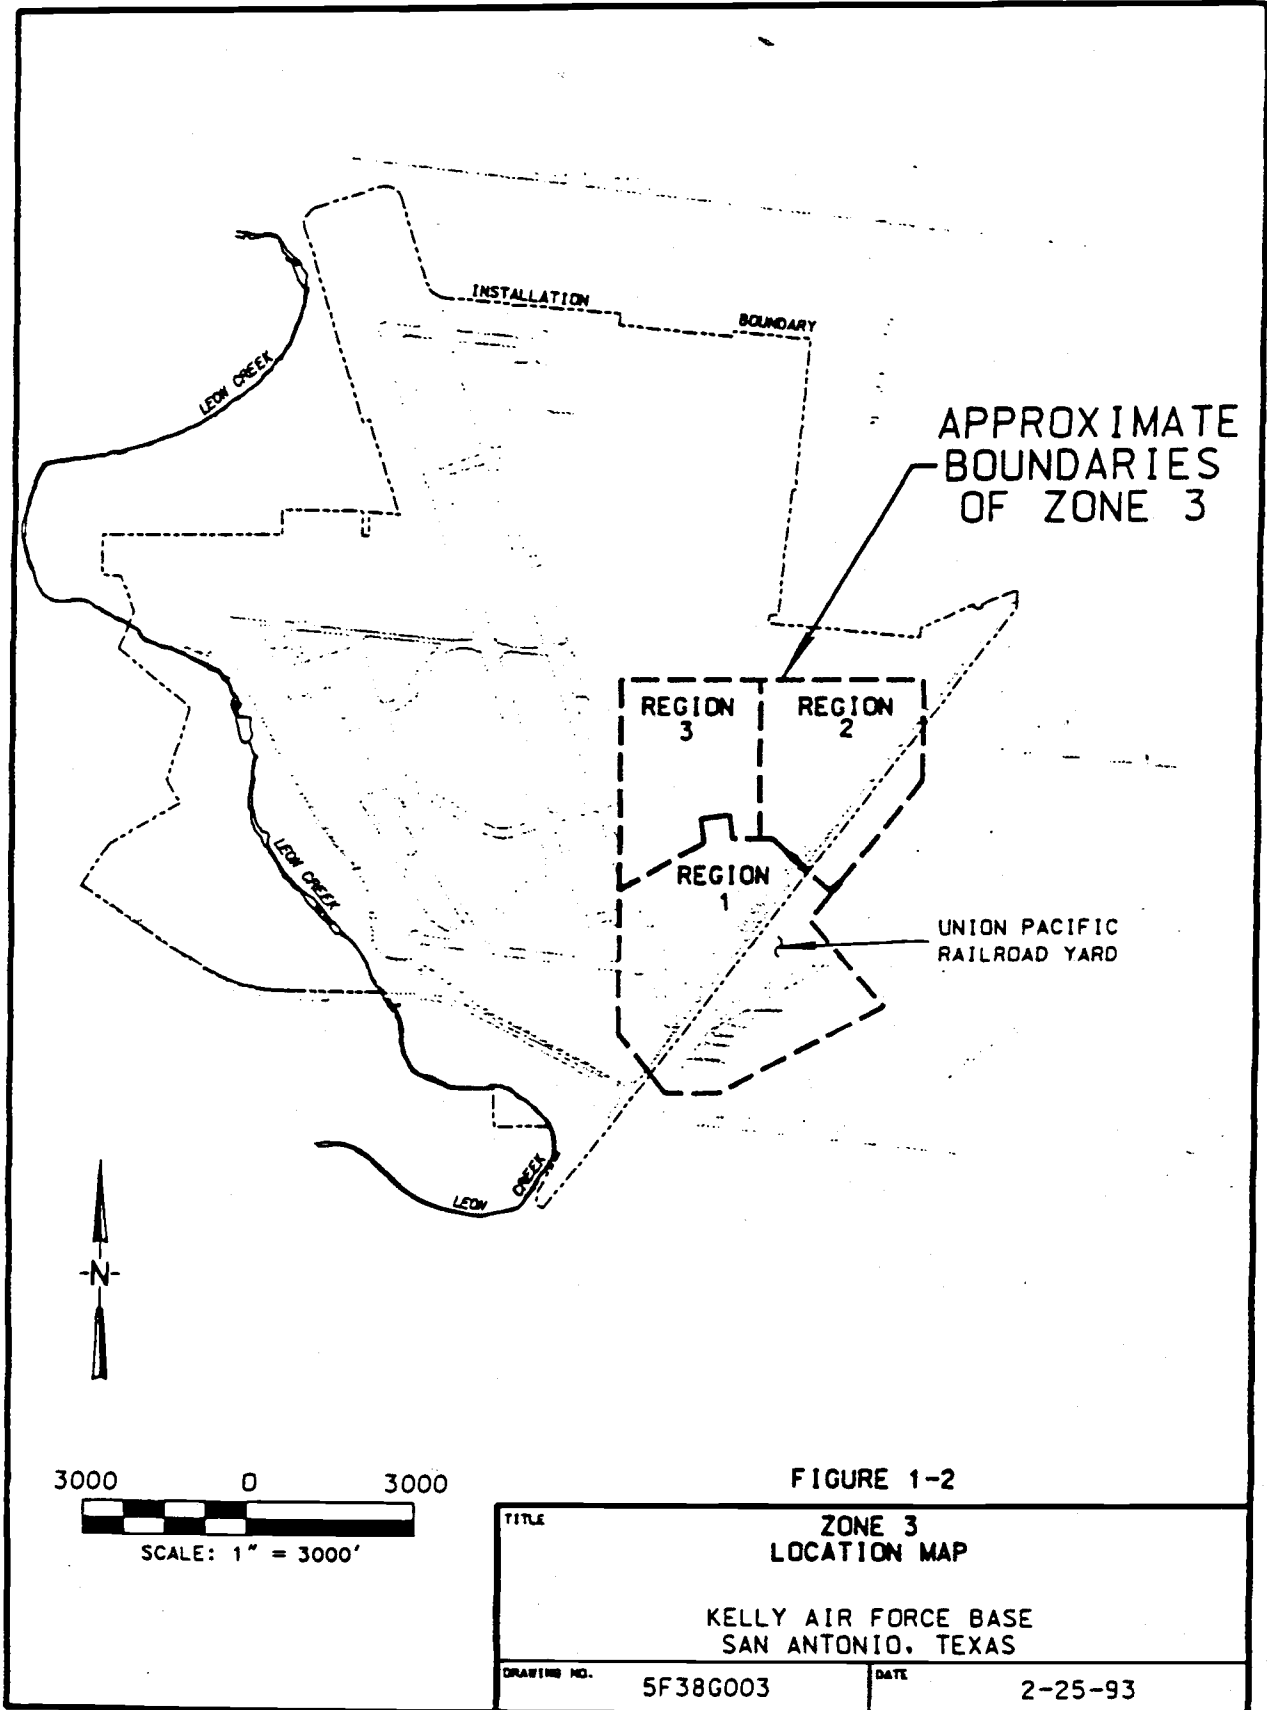 INSTALLATION
BOUNDARY
LEON CREEK
APPROXIMATE
BOUNDARIES
OF ZONE 3
REGION
3
REGION
2
LEON CREEK
REGION
1
UNION PACIFIC
RAILROAD YARD
LEON CREEK
-N-
3000 0 3000
SCALE: 1" = 3000'
FIGURE 1-2
TITLE
ZONE 3
LOCATION MAP
KELLY AIR FORCE BASE
SAN ANTONIO, TEXAS
DRAWING NO.
5F38G003
DATE
2-25-93